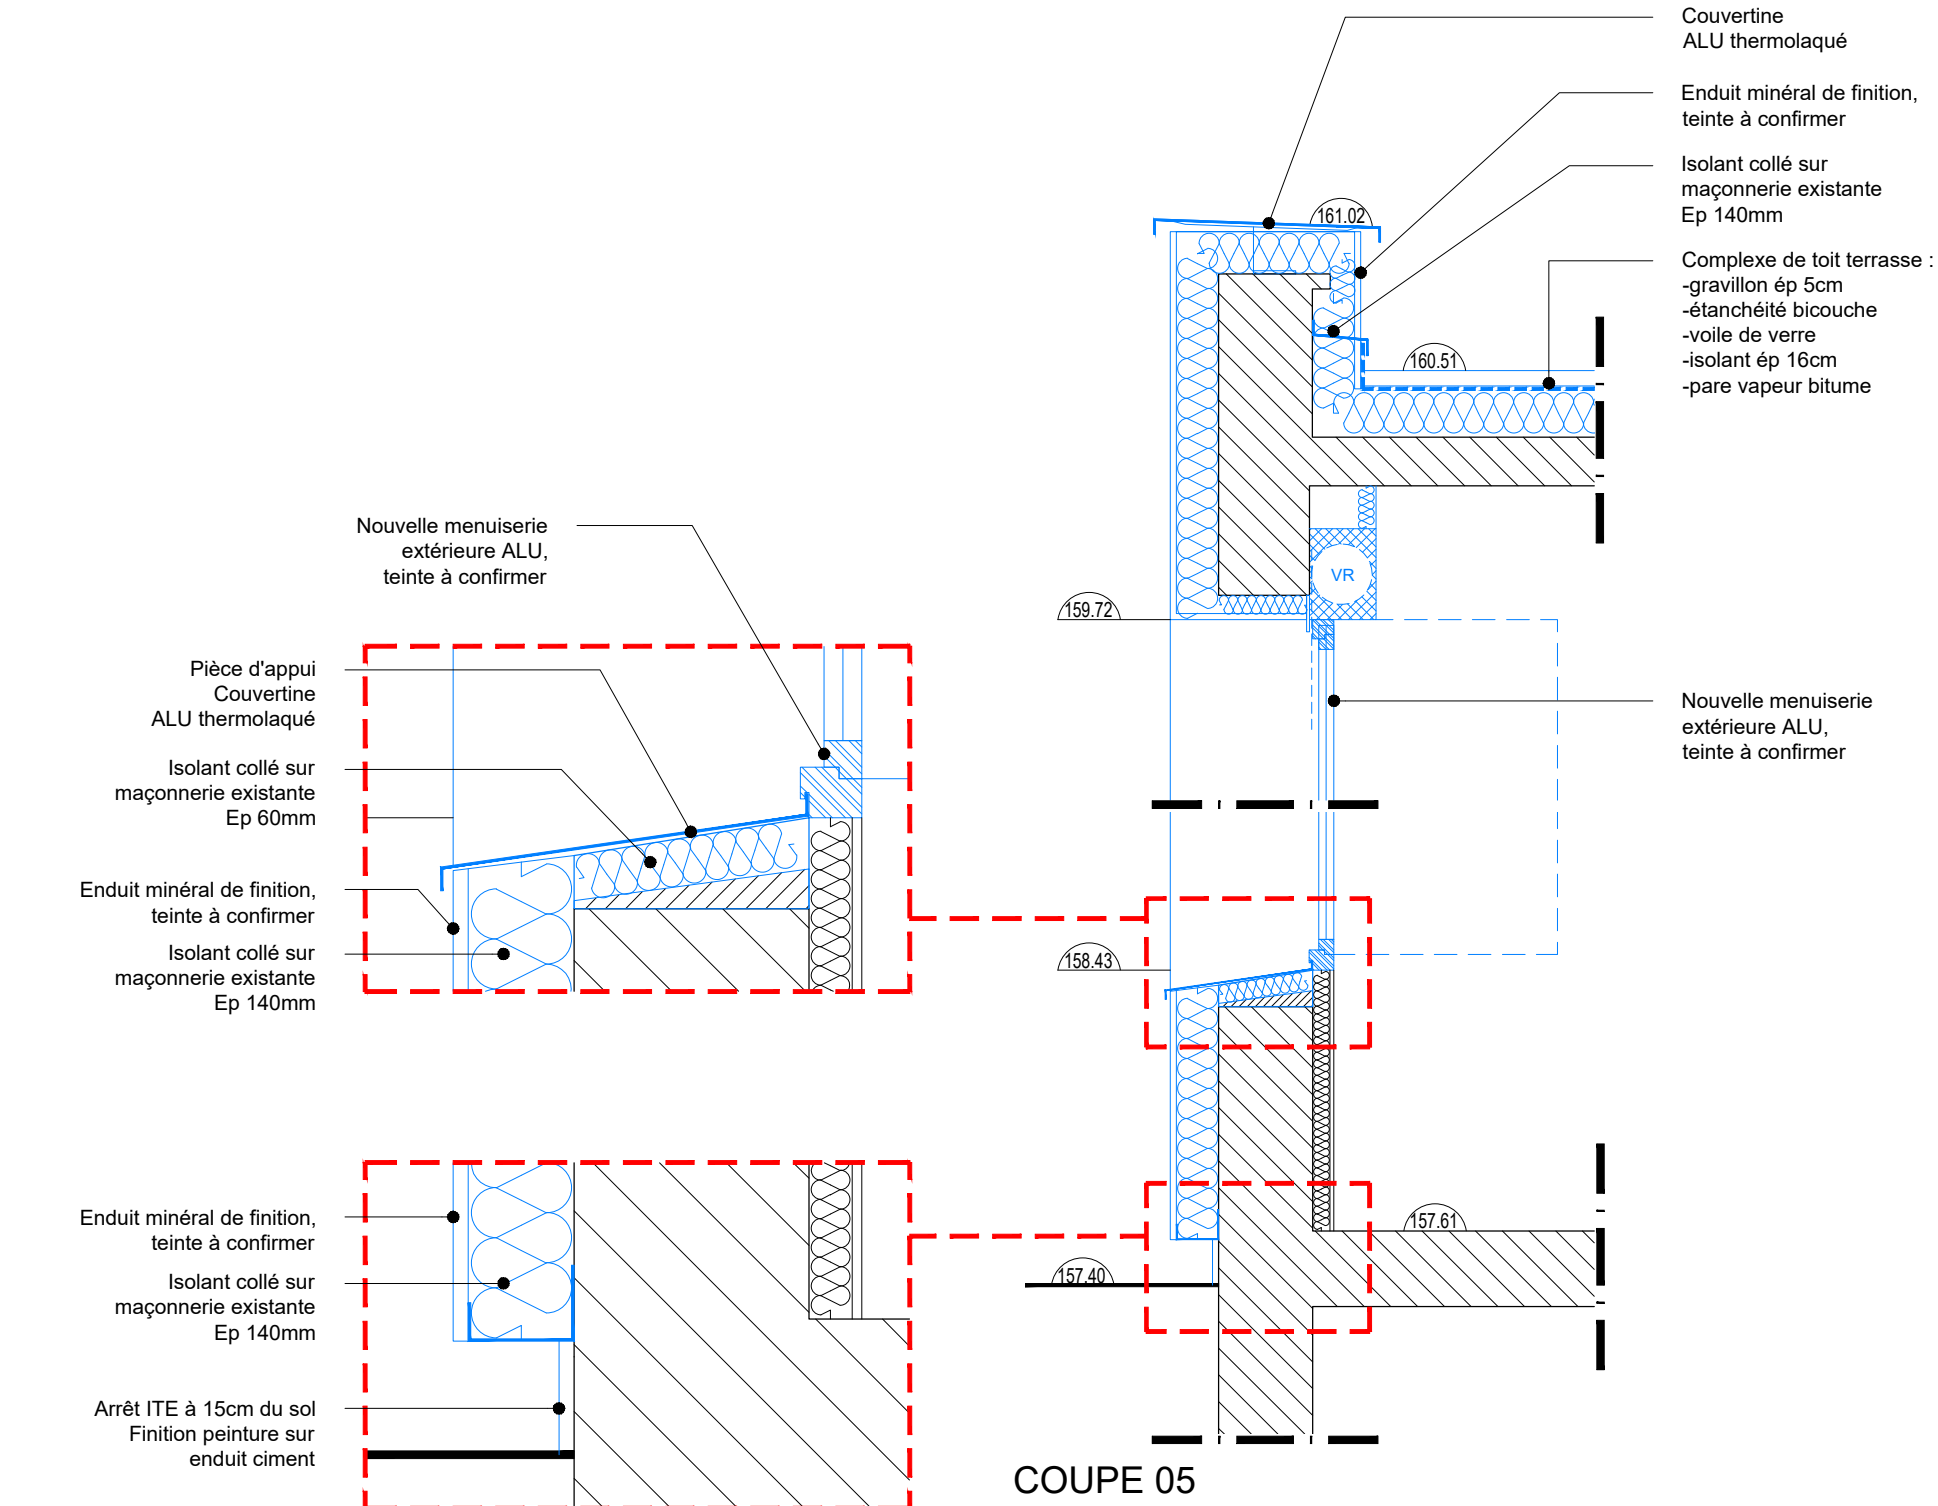 Couvertine
ALU thermolaqué
Enduit minéral de finition,
teinte à confirmer
Isolant collé sur
maçonnerie existante
Ep 140mm
Complexe de toit terrasse :
-gravillon ép 5cm
-étanchéité bicouche
-voile de verre
-isolant ép 16cm
-pare vapeur bitume
161.02
160.51
Nouvelle menuiserie
extérieure ALU,
teinte à confirmer
VR
159.72
Pièce d'appui
Couvertine
ALU thermolaqué
Isolant collé sur
maçonnerie existante
Ep 60mm
Enduit minéral de finition,
teinte à confirmer
Isolant collé sur
maçonnerie existante
Ep 140mm
Nouvelle menuiserie
extérieure ALU,
teinte à confirmer
158.43
Enduit minéral de finition,
teinte à confirmer
Isolant collé sur
maçonnerie existante
Ep 140mm
Arrêt ITE à 15cm du sol
Finition peinture sur
enduit ciment
157.61
157.40
COUPE 05